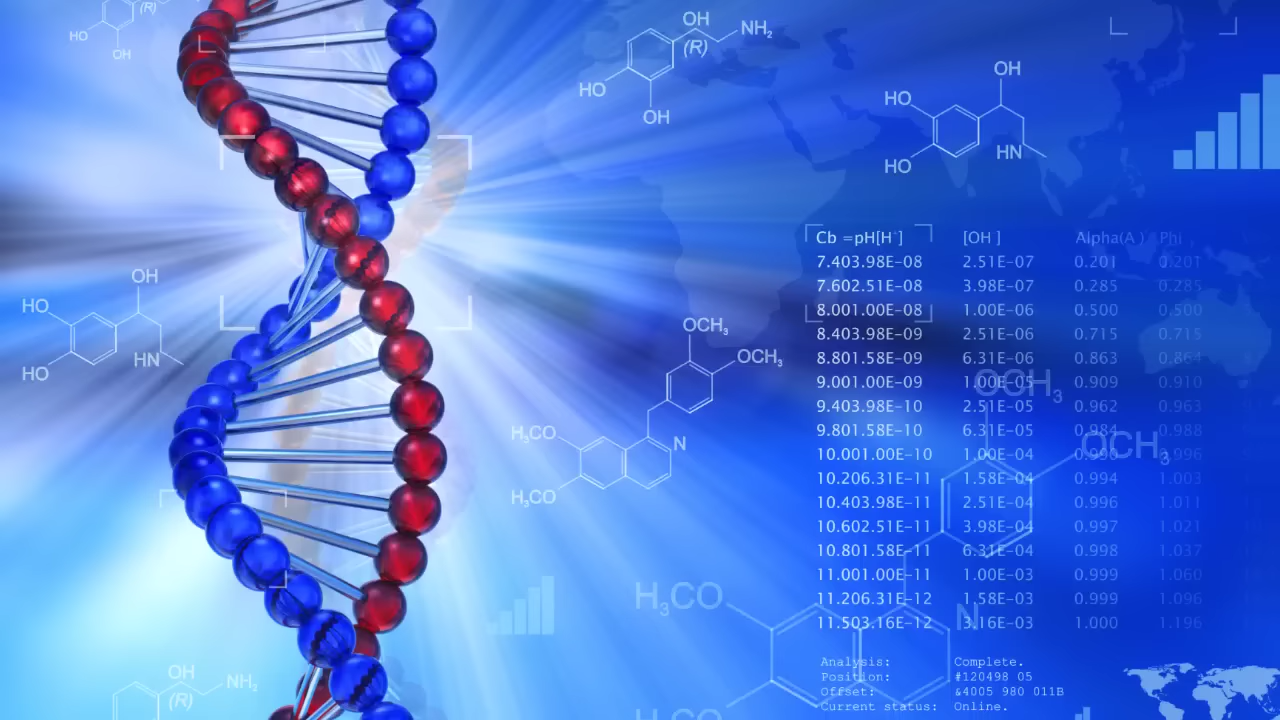 (R)
HO
OH
OH
(R)
NH₂
HO
OH
OH
HO
HO
HN
OH
HO
HO
HN
OCH₃
OCH₃
H₃CO
H₃CO
N
Cb =pH[H⁻] [OH ] Alpha(A ) Phi
7.403.98E-08 2.51E-07 0.201 0.201
7.602.51E-08 3.98E-07 0.285 0.285
8.001.00E-08 1.00E-06 0.500 0.500
8.403.98E-09 2.51E-06 0.715 0.715
8.801.58E-09 6.31E-06 0.863 0.864
9.001.00E-09 1.00E-05 0.909 0.910
9.403.98E-10 2.51E-05 0.962 0.963
9.801.58E-10 6.31E-05 0.984 0.988
10.001.00E-10 1.00E-04 0.990 0.996
10.206.31E-11 1.58E-04 0.994 1.003
10.403.98E-11 2.51E-04 0.996 1.011
10.602.51E-11 3.98E-04 0.997 1.021
10.801.58E-11 6.31E-04 0.998 1.037
11.001.00E-11 1.00E-03 0.999 1.060
11.206.31E-12 1.58E-03 0.999 1.096
11.503.16E-12 3.16E-03 1.000 1.196
OCH₃
OCH₃
H₃CO
N
H₃CO
OH
(R)
NH₂
Analysis: Complete.
Position: #120498 05
Offset: &4005 980 011B
Current status: Online.